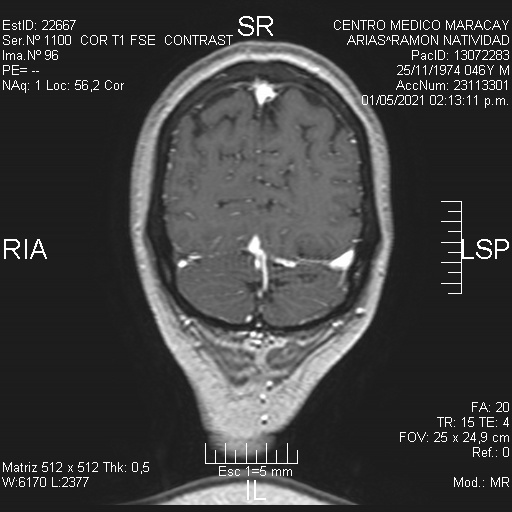 EstID: 22667
Ser.Nº 1100 COR T1 FSE CONTRAST
Ima.Nº 96
PE= --
NAq: 1 Loc: 56,2 Cor
SR
CENTRO MEDICO MARACAY
ARIAS^RAMON NATIVIDAD
PacID: 13072283
25/11/1974 046Y M
AccNum: 23113301
01/05/2021 02:13:11 p.m.
RIA
LSP
Matriz 512 x 512 Thk: 0,5
W:6170 L:2377
Esc 1=5 mm
IL
FA: 20
TR: 15 TE: 4
FOV: 25 x 24,9 cm
Ref.: 0
Mod.: MR